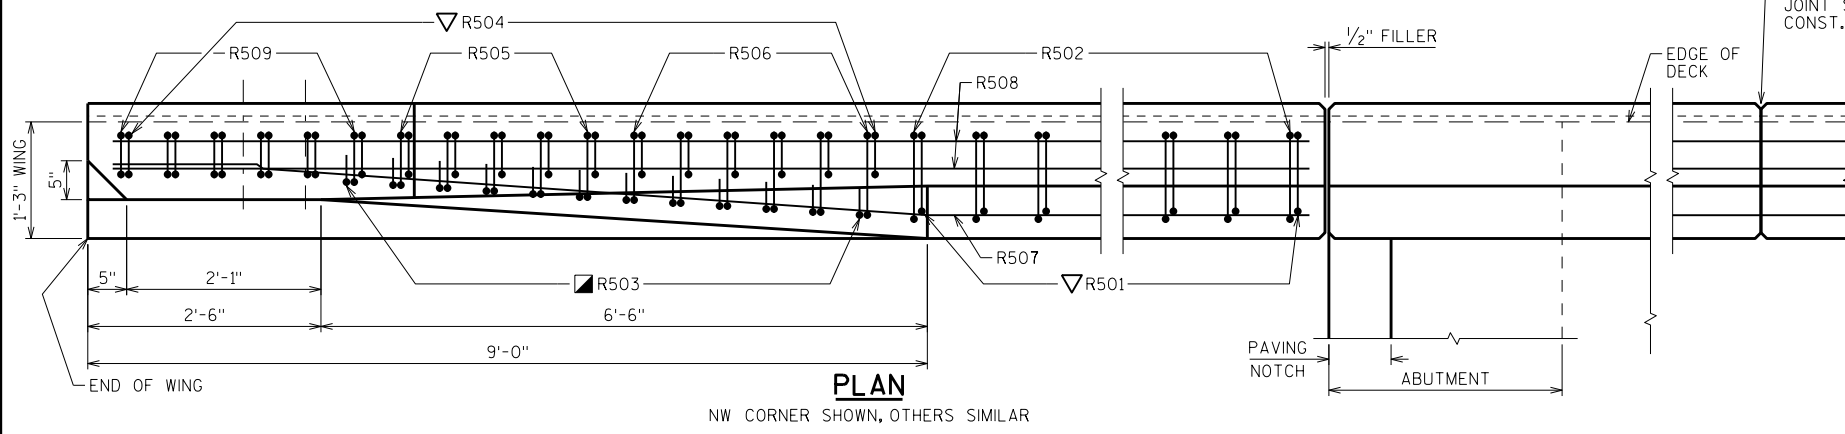 JOINT
CONST.
R504
½" FILLER
R509
R505
R506
R502
EDGE OF
DECK
R508
1'-3" WING
5"
R507
5"
2'-1"
R503
R501
2'-6"
6'-6"
9'-0"
PAVING
NOTCH
ABUTMENT
END OF WING
PLAN
NW CORNER SHOWN, OTHERS SIMILAR